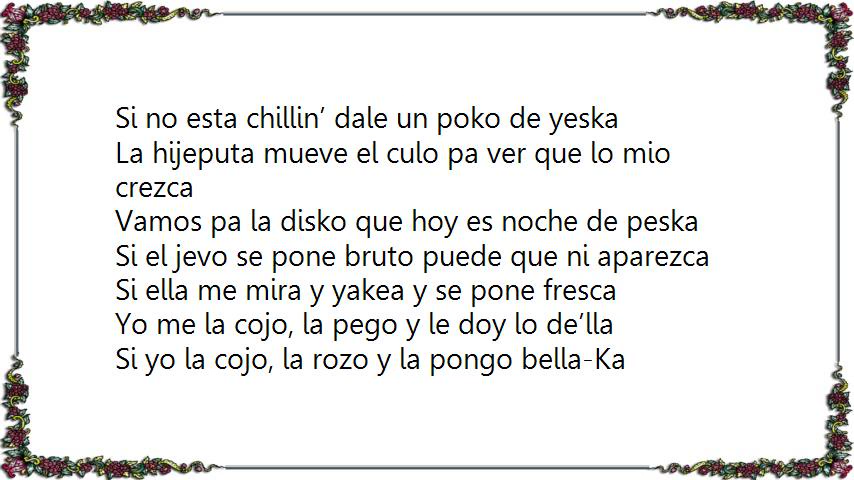 Si no esta chillin’ dale un poko de yeska
La hijeputa mueve el culo pa ver que lo mio
crezca
Vamos pa la disko que hoy es noche de peska
Si el jevo se pone bruto puede que ni aparezca
Si ella me mira y yakea y se pone fresca
Yo me la cojo, la pego y le doy lo de’lla
Si yo la cojo, la rozo y la pongo bella-Ka